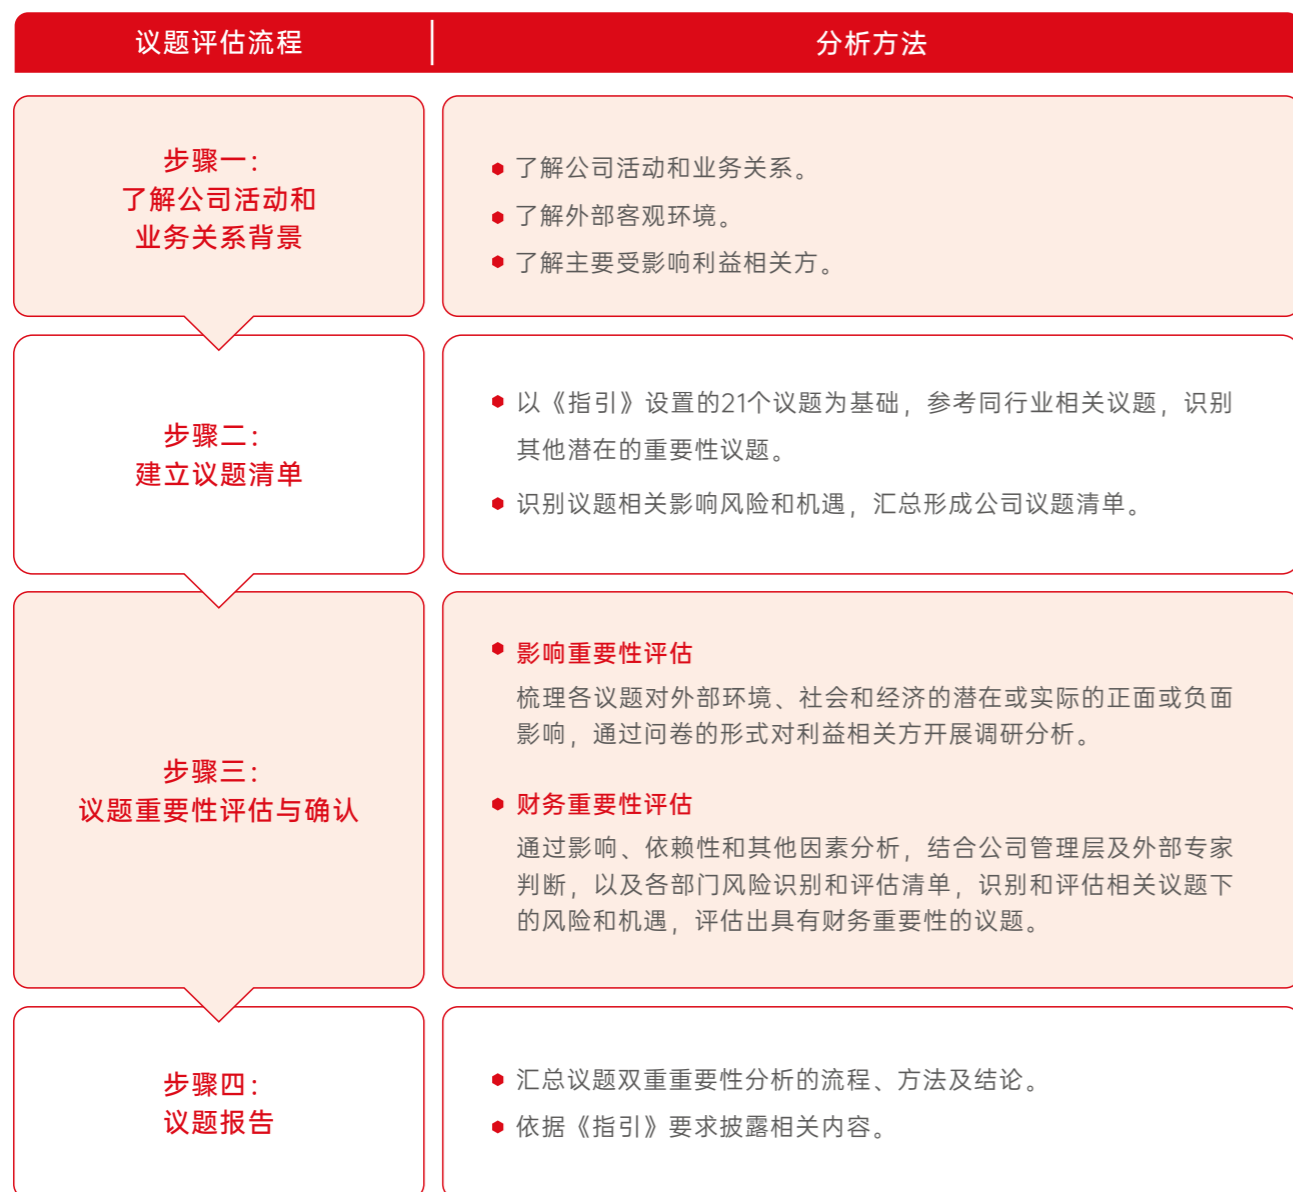 议题评估流程
分析方法
步骤一：
了解公司活动和
业务关系背景
了解公司活动和业务关系。
了解外部客观环境。
了解主要受影响利益相关方。
步骤二：
建立议题清单
以《指引》设置的21个议题为基础，参考同行业相关议题，识别
其他潜在的重要性议题。
识别议题相关影响风险和机遇，汇总形成公司议题清单。
步骤三：
议题重要性评估与确认
影响重要性评估
梳理各议题对外部环境、社会和经济的潜在或实际的正面或负面
影响，通过问卷的形式对利益相关方开展调研分析。
财务重要性评估
通过影响、依赖性和其他因素分析，结合公司管理层及外部专家
判断，以及各部门风险识别和评估清单，识别和评估相关议题下
的风险和机遇，评估出具有财务重要性的议题。
步骤四：
议题报告
汇总议题双重重要性分析的流程、方法及结论。
依据《指引》要求披露相关内容。